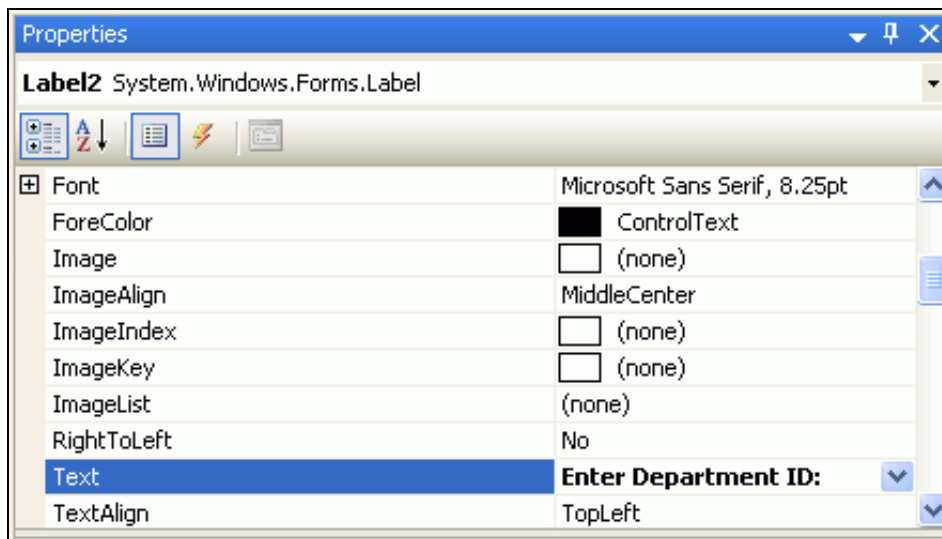 Properties
Label2 System.Windows.Forms.Label
A Z
Font Microsoft Sans Serif, 8.25pt
ForeColor ControlText
Image (none)
ImageAlign MiddleCenter
ImageIndex (none)
ImageKey (none)
ImageList (none)
RightToLeft No
Text Enter Department ID:
TextAlign TopLeft